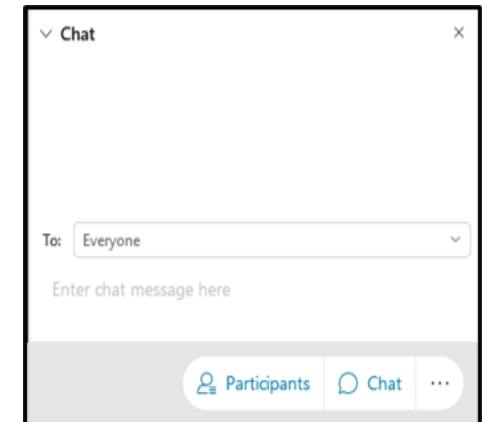 Chat
To: Everyone
Enter chat message here
Participants Chat ...